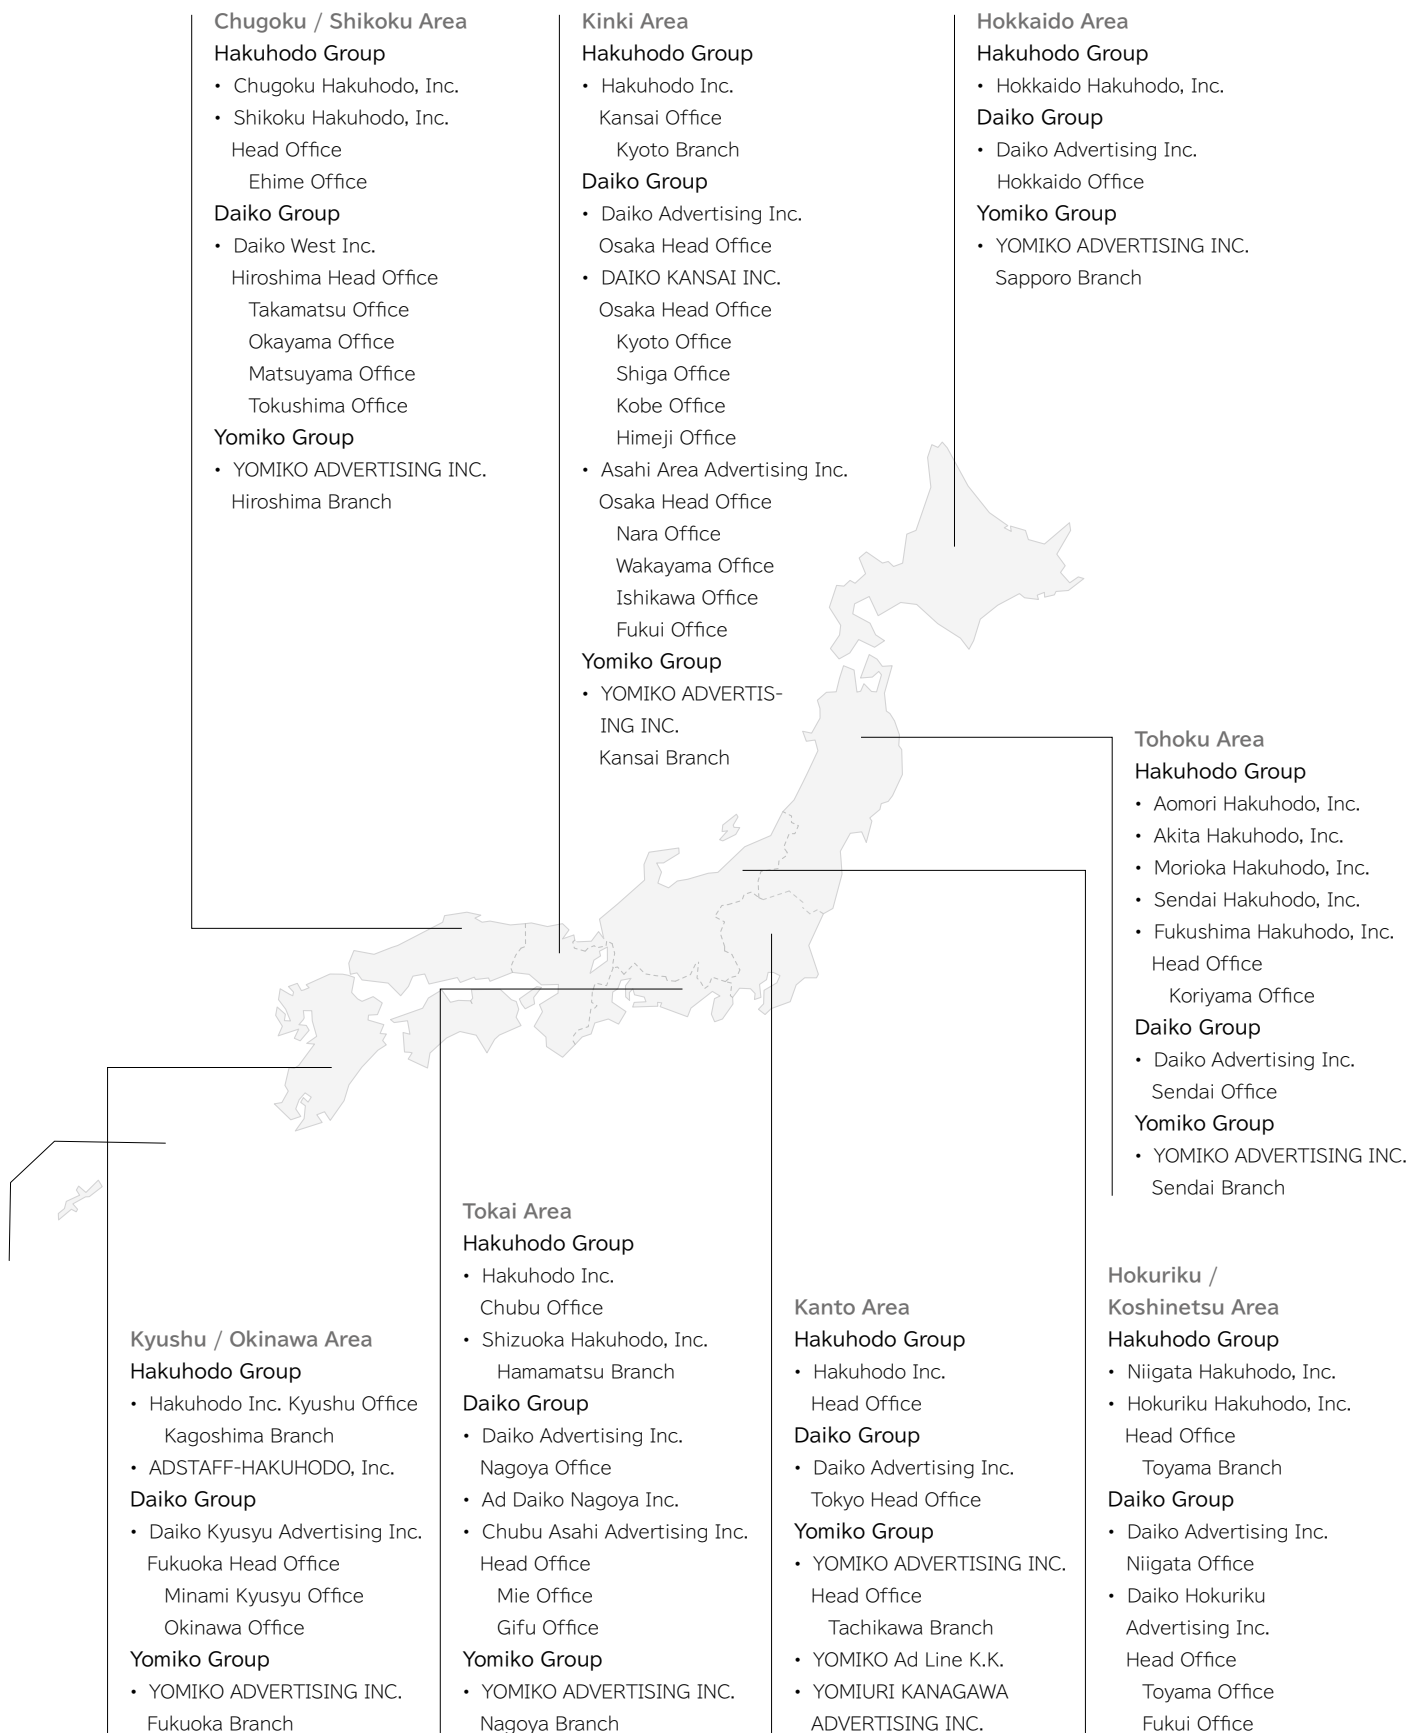 Chugoku / Shikoku Area
Hakuhodo Group
• Chugoku Hakuhodo, Inc.
• Shikoku Hakuhodo, Inc.
Head Office
Ehime Office
Daiko Group
• Daiko West Inc.
Hiroshima Head Office
Takamatsu Office
Okayama Office
Matsuyama Office
Tokushima Office
Yomiko Group
• YOMIKO ADVERTISING INC.
Hiroshima Branch
Kinki Area
Hakuhodo Group
• Hakuhodo Inc.
Kansai Office
Kyoto Branch
Daiko Group
• Daiko Advertising Inc.
Osaka Head Office
• DAIKO KANSAI INC.
Osaka Head Office
Kyoto Office
Shiga Office
Kobe Office
Himeji Office
• Asahi Area Advertising Inc.
Osaka Head Office
Nara Office
Wakayama Office
Ishikawa Office
Fukui Office
Yomiko Group
• YOMIKO ADVERTIS-
ING INC.
Kansai Branch
Hokkaido Area
Hakuhodo Group
• Hokkaido Hakuhodo, Inc.
Daiko Group
• Daiko Advertising Inc.
Hokkaido Office
Yomiko Group
• YOMIKO ADVERTISING INC.
Sapporo Branch
Tohoku Area
Hakuhodo Group
• Aomori Hakuhodo, Inc.
• Akita Hakuhodo, Inc.
• Morioka Hakuhodo, Inc.
• Sendai Hakuhodo, Inc.
• Fukushima Hakuhodo, Inc.
Head Office
Koriyama Office
Daiko Group
• Daiko Advertising Inc.
Sendai Office
Yomiko Group
• YOMIKO ADVERTISING INC.
Sendai Branch
Kyushu / Okinawa Area
Hakuhodo Group
• Hakuhodo Inc. Kyushu Office
Kagoshima Branch
• ADSTAFF-HAKUHODO, Inc.
Daiko Group
• Daiko Kyusyu Advertising Inc.
Fukuoka Head Office
Minami Kyusyu Office
Okinawa Office
Yomiko Group
• YOMIKO ADVERTISING INC.
Fukuoka Branch
Tokai Area
Hakuhodo Group
• Hakuhodo Inc.
Chubu Office
• Shizuoka Hakuhodo, Inc.
Hamamatsu Branch
Daiko Group
• Daiko Advertising Inc.
Nagoya Office
• Ad Daiko Nagoya Inc.
• Chubu Asahi Advertising Inc.
Head Office
Mie Office
Gifu Office
Yomiko Group
• YOMIKO ADVERTISING INC.
Nagoya Branch
Kanto Area
Hakuhodo Group
• Hakuhodo Inc.
Head Office
Daiko Group
• Daiko Advertising Inc.
Tokyo Head Office
Yomiko Group
• YOMIKO ADVERTISING INC.
Head Office
Tachikawa Branch
• YOMIKO Ad Line K.K.
• YOMIURI KANAGAWA
ADVERTISING INC.
Hokuriku /
Koshinetsu Area
Hakuhodo Group
• Niigata Hakuhodo, Inc.
• Hokuriku Hakuhodo, Inc.
Head Office
Toyama Branch
Daiko Group
• Daiko Advertising Inc.
Niigata Office
• Daiko Hokuriku
Advertising Inc.
Head Office
Toyama Office
Fukui Office